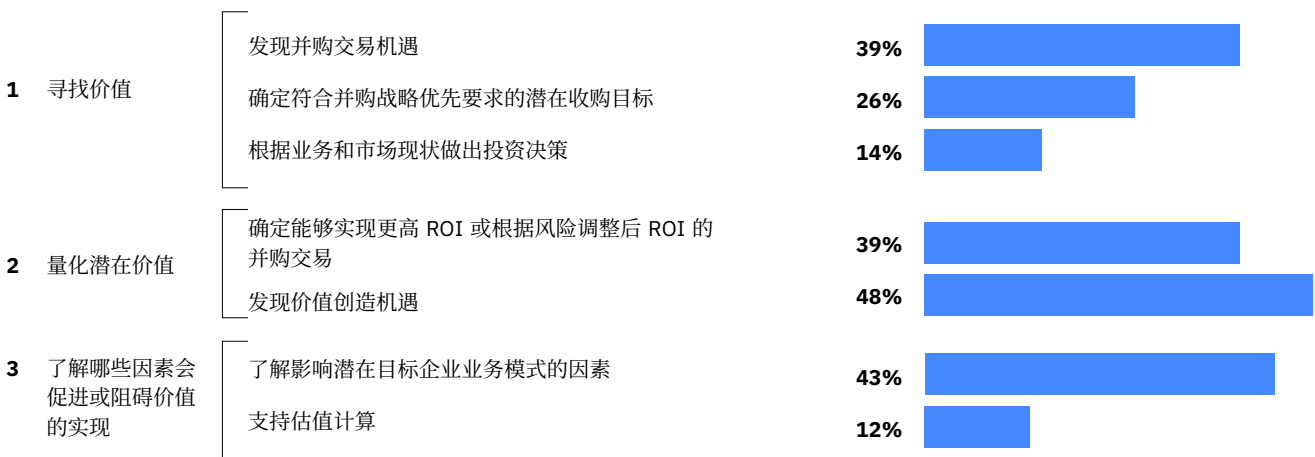 1 寻找价值
发现并购交易机遇 39%
确定符合并购战略优先要求的潜在收购目标 26%
根据业务和市场现状做出投资决策 14%
2 量化潜在价值
确定能够实现更高 ROI 或根据风险调整后 ROI 的
并购交易 39%
发现价值创造机遇 48%
3 了解哪些因素会
促进或阻碍价值
的实现
了解影响潜在目标企业业务模式的因素 43%
支持估值计算 12%